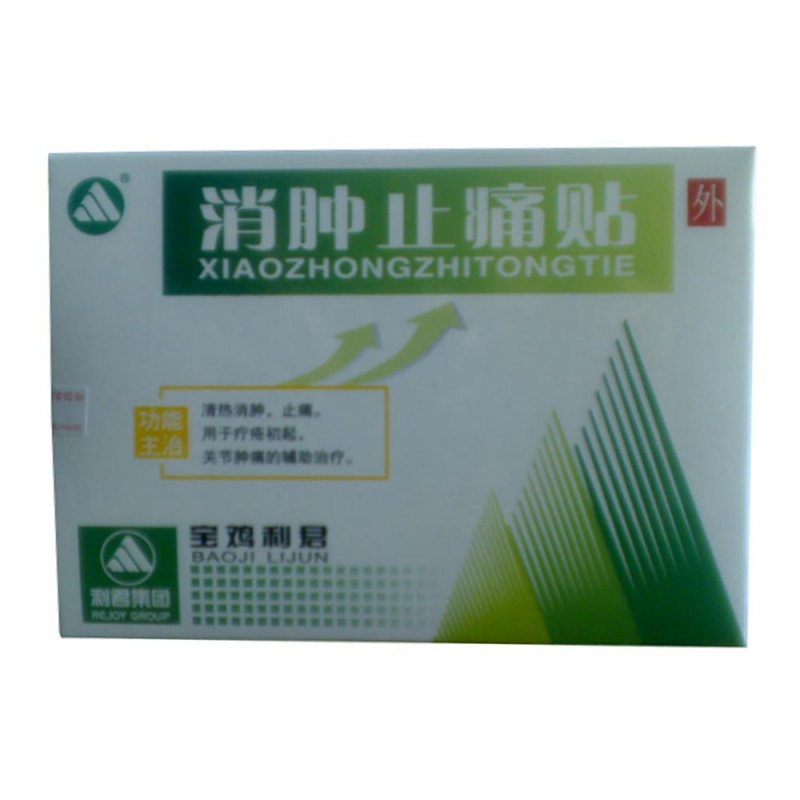 ®
消肿止痛贴
外
XIAOZHONGZHITONGTIE
功能
主治
清热消肿，止痛。
用于疔疮初起，
关节肿痛的辅助治疗。
宝鸡利君
BAOJI LIJUN
利君集团
REJOY GROUP